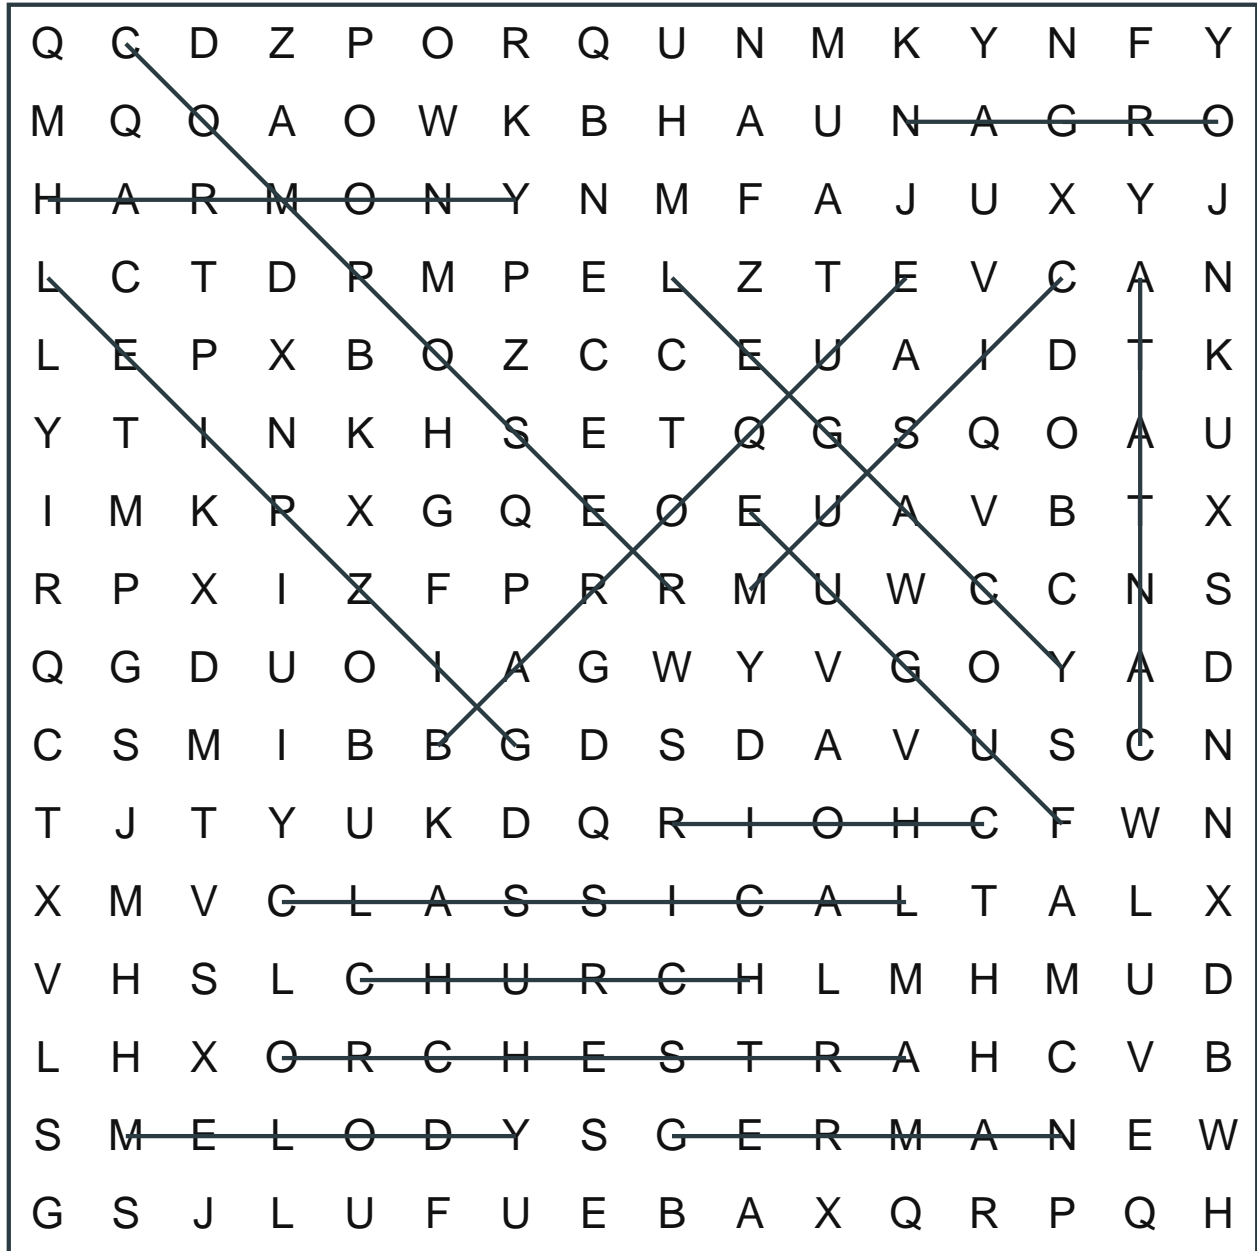 Q C D Z P O R Q U N M K Y N F Y
M Q O A O W K B H A U N A G R O
H A R M O N Y N M F A J U X Y J
L C T D P M P E L Z T E V C A N
L E P X B O Z C C E U A I D T K
Y T I N K H S E T Q G S Q O A U
I M K P X G Q E O E U A V B T X
R P X I Z F P R R M U W C C N S
Q G D U O I A G W Y V G O Y A D
C S M I B B G D S D A V U S C N
T J T Y U K D Q R I O H C F W N
X M V C L A S S I C A L T A L X
V H S L C H U R C H L M H M U D
L H X O R C H E S T R A H C V B
S M E L O D Y S G E R M A N E W
G S J L U F U E B A X Q R P Q H